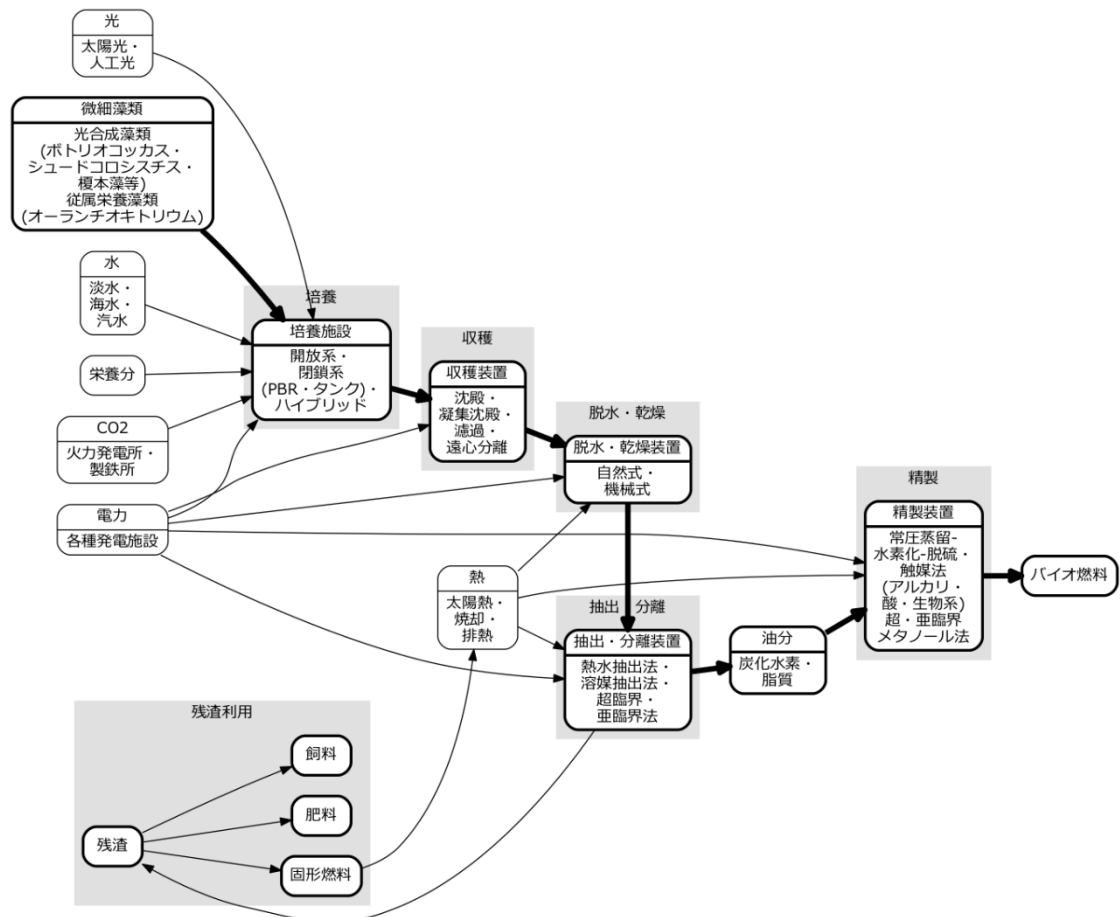 光
太陽光・
人工光
微細藻類
光合成藻類
(ボトリオコッカス・
シュードコロシスチス・
榎本藻等)
従属栄養藻類
(オーランチオキトリウム)
水
淡水・
海水・
汽水
栄養分
CO2
火力発電所・
製鉄所
電力
各種発電施設
培養
培養施設
開放系・
閉鎖系
(PBR・タンク)・
ハイブリッド
収穫
収穫装置
沈殿・
凝集沈殿・
濾過・
遠心分離
脱水・乾燥
脱水・乾燥装置
自然式・
機械式
熱
太陽熱・
焼却・
排熱
抽出・分離
抽出・分離装置
熱水抽出法・
溶媒抽出法・
超臨界・
亜臨界法
油分
炭化水素・
脂質
精製
精製装置
常圧蒸留-
水素化-脱硫・
触媒法
(アルカリ・
酸・生物系)
超・亜臨界
メタノール法
バイオ燃料
残渣利用
残渣
飼料
肥料
固形燃料